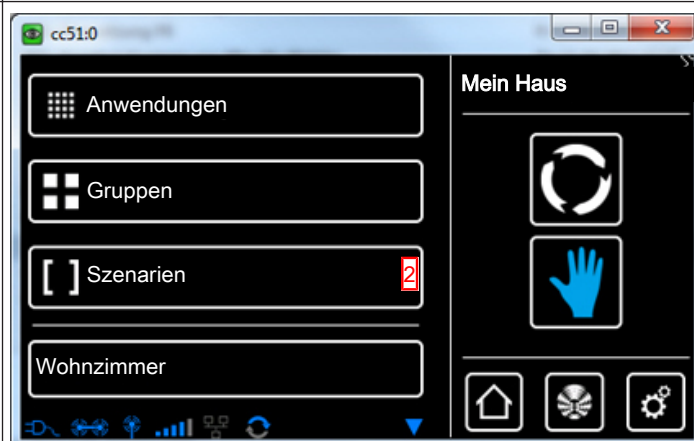 cc51:0
Anwendungen
Mein Haus
Gruppen
Szenarien 2
Wohnzimmer